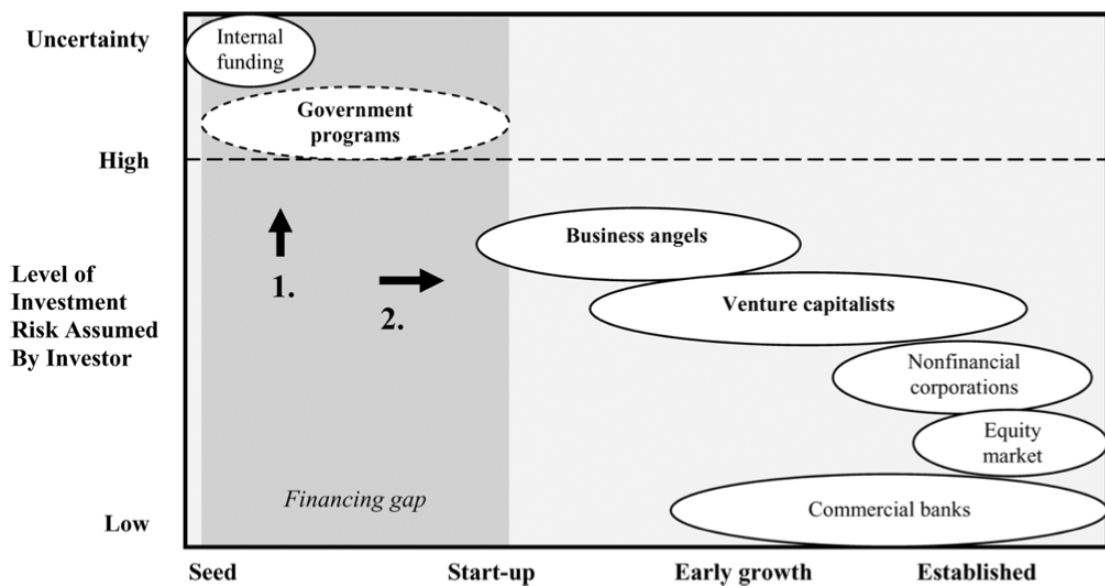 Uncertainty
Internal
funding
Government
programs
High
Business angels
1.
Level of
Investment
Risk Assumed
By Investor
2.
Venture capitalists
Nonfinancial
corporations
Equity
market
Financing gap
Commercial banks
Low
Seed
Start-up
Early growth
Established